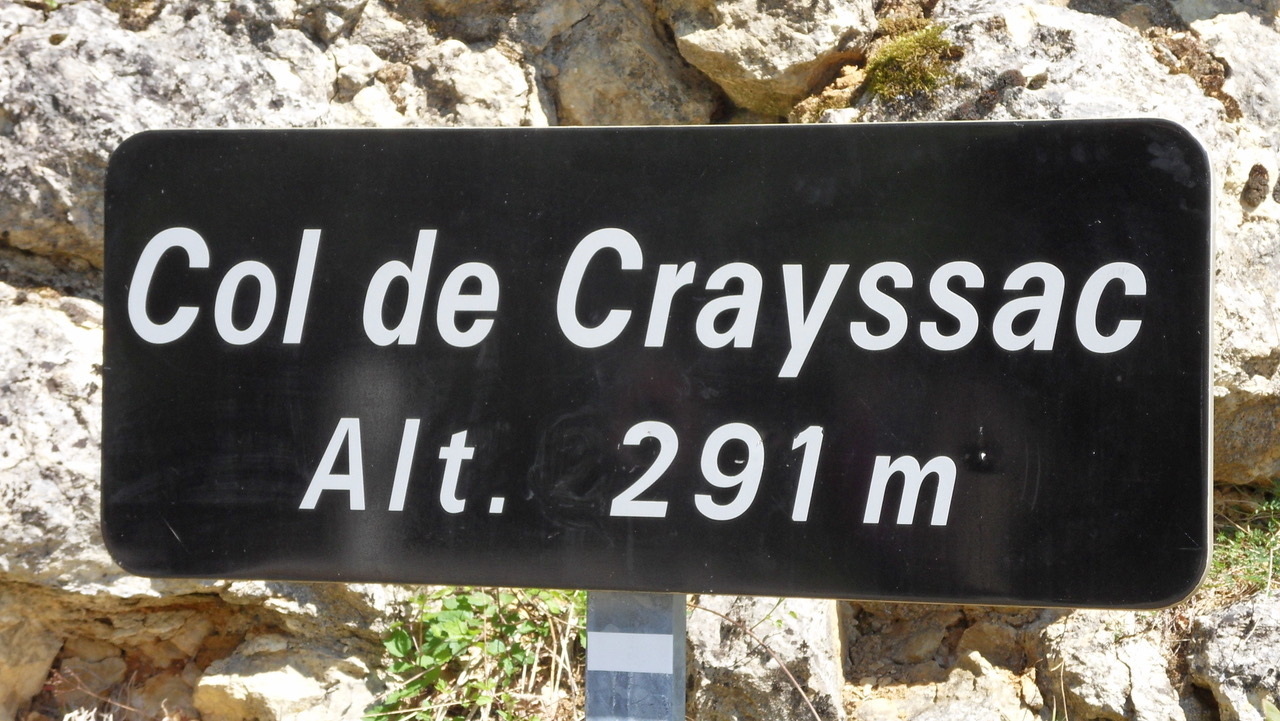 Col de Crayssac
Alt. 291 m